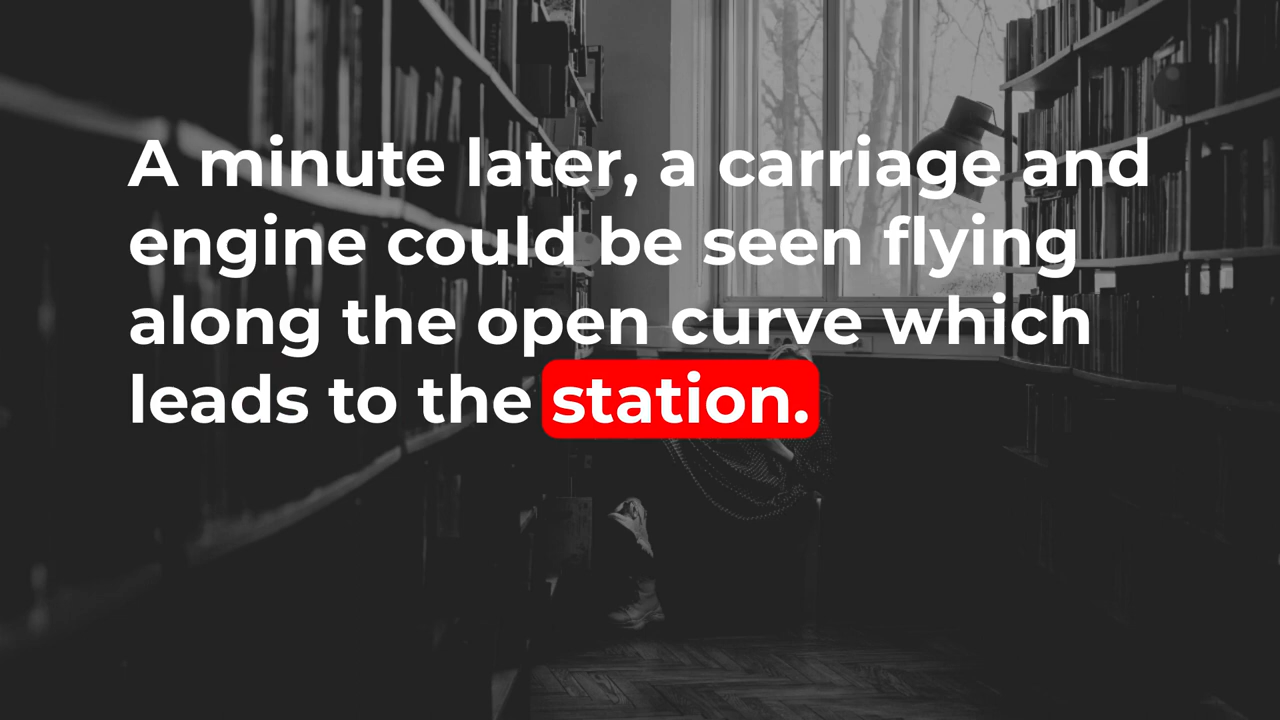 A minute later, a carriage and
engine could be seen flying
along the open curve which
leads to the station.